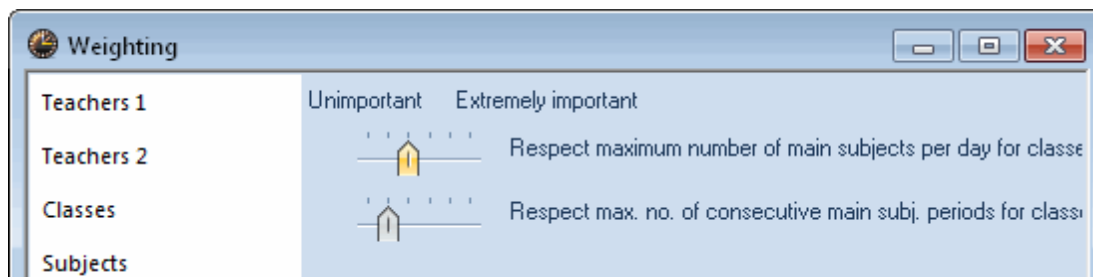 Weighting
Teachers 1
Teachers 2
Classes
Subjects
Unimportant Extremely important
Respect maximum number of main subjects per day for classe
Respect max. no. of consecutive main subj. periods for class